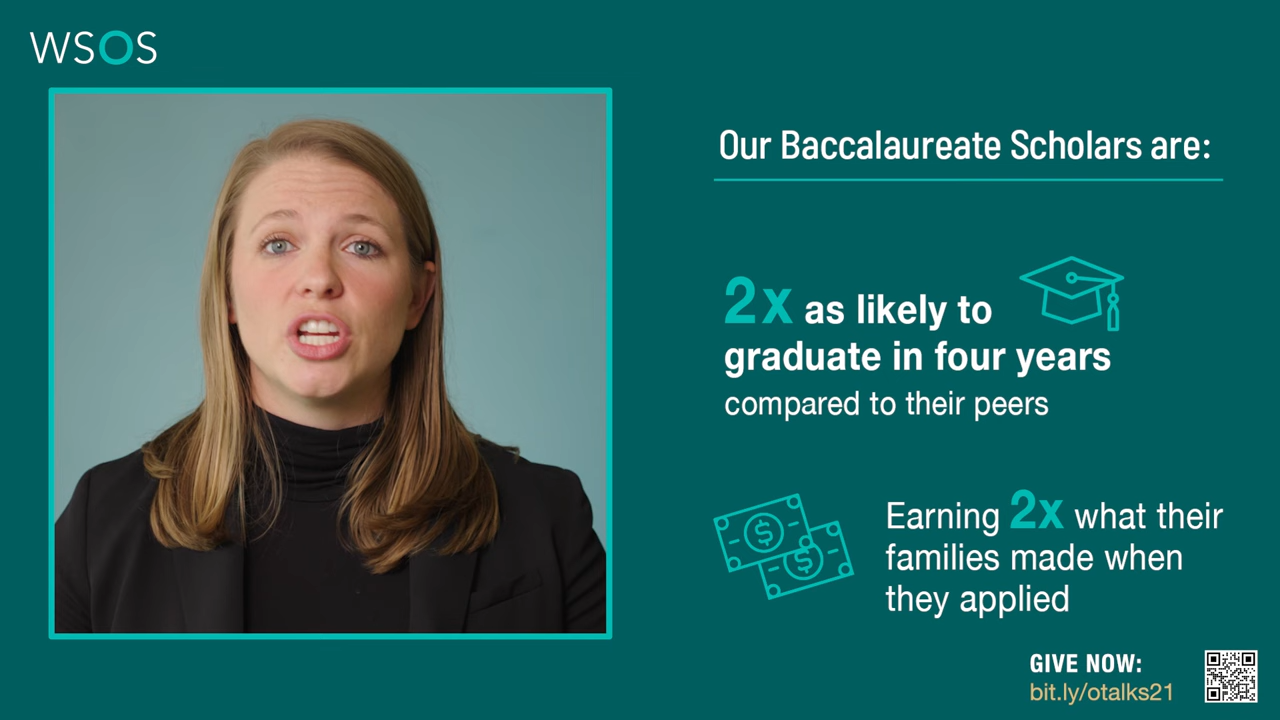 WSOS
Our Baccalaureate Scholars are:
2x as likely to
graduate in four years
compared to their peers
Earning 2x what their
families made when
they applied
GIVE NOW:
bit.ly/otalks21